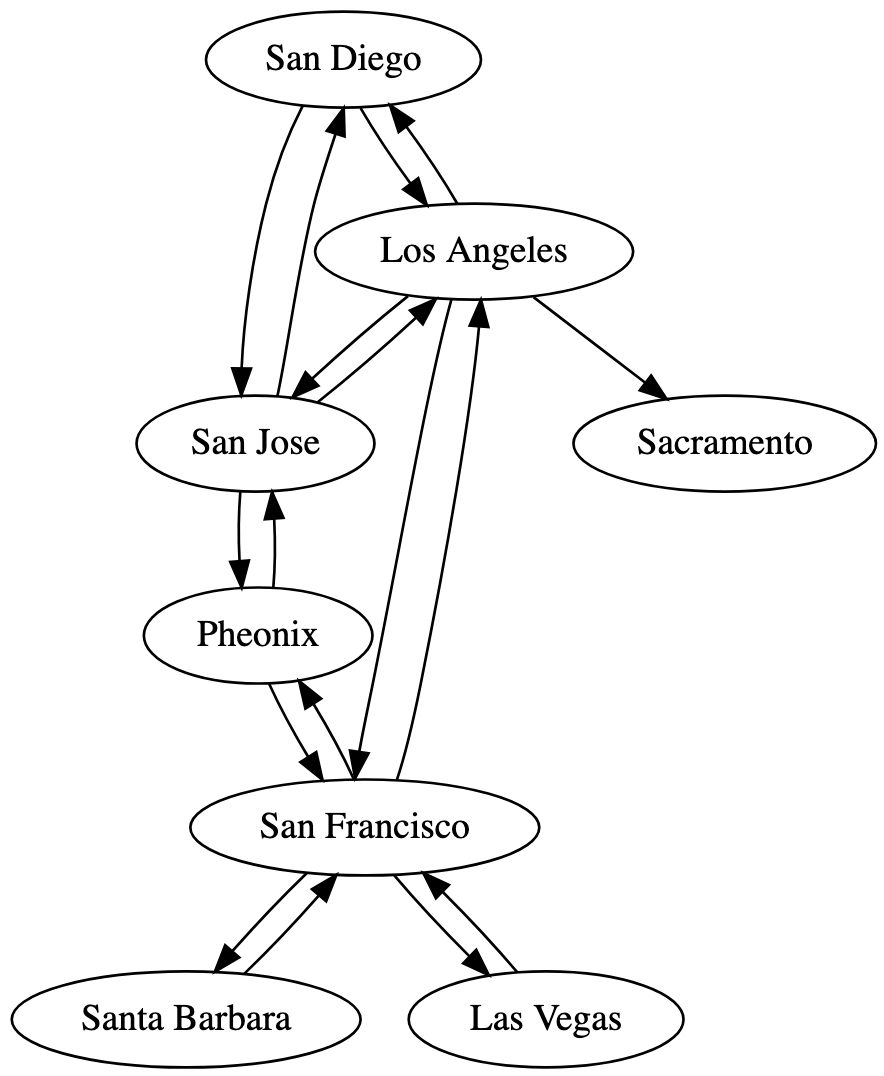 San Diego
Los Angeles
San Jose
Sacramento
Pheonix
San Francisco
Santa Barbara
Las Vegas